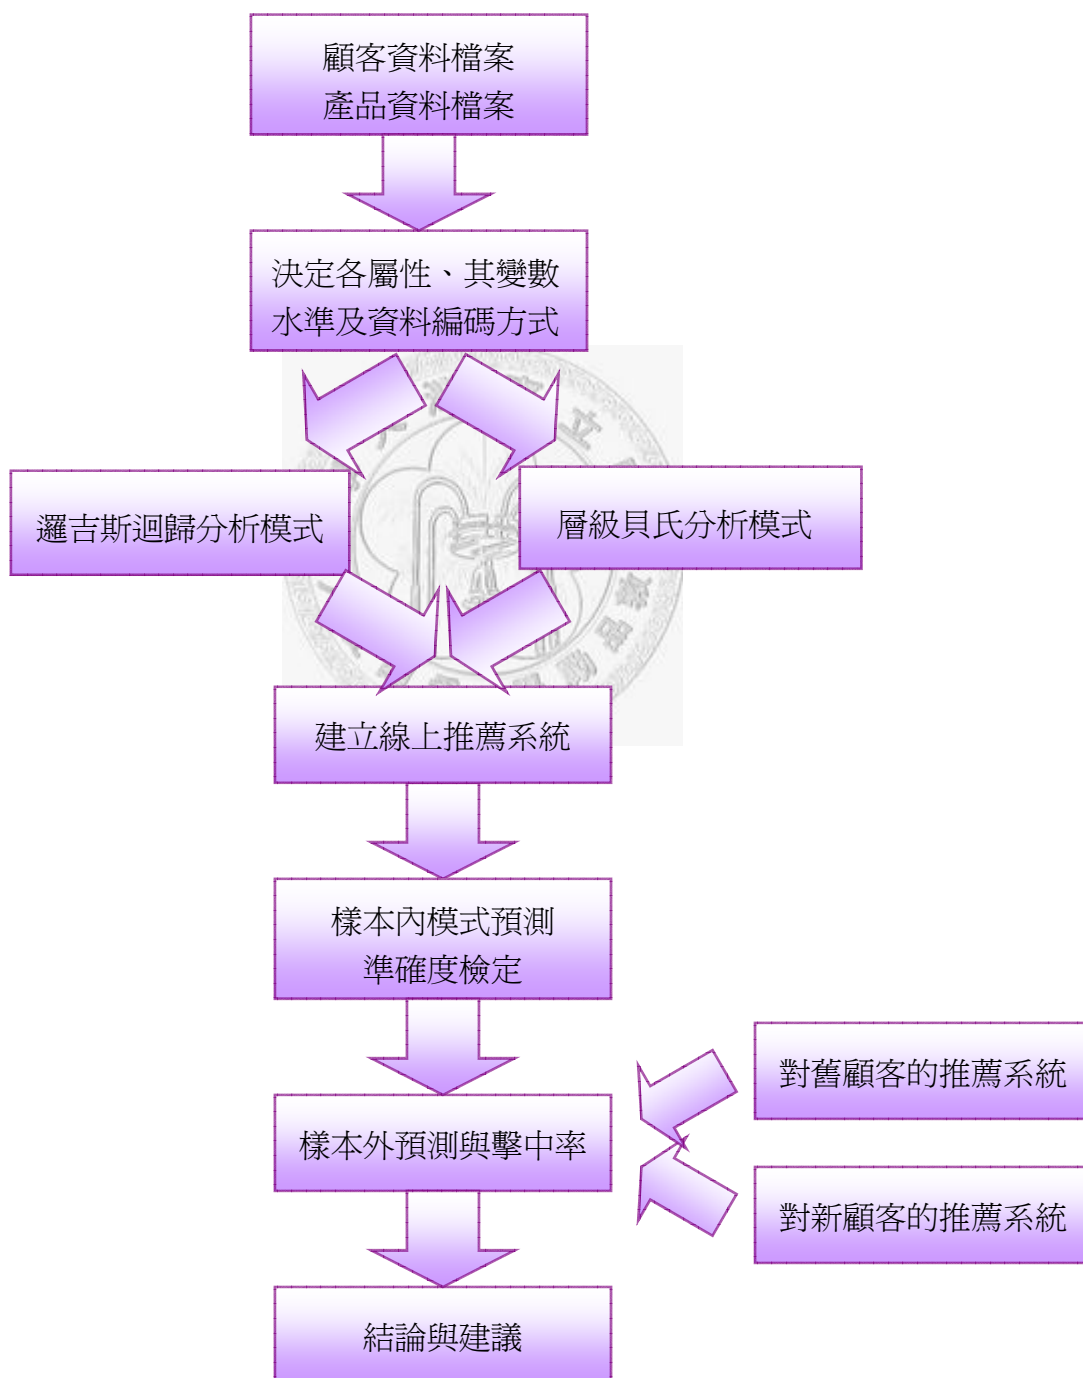 顧客資料檔案
產品資料檔案
決定各屬性、其變數
水準及資料編碼方式
邏吉斯迴歸分析模式
層級貝氏分析模式
建立線上推薦系統
樣本內模式預測
準確度檢定
對舊顧客的推薦系統
樣本外預測與擊中率
對新顧客的推薦系統
結論與建議